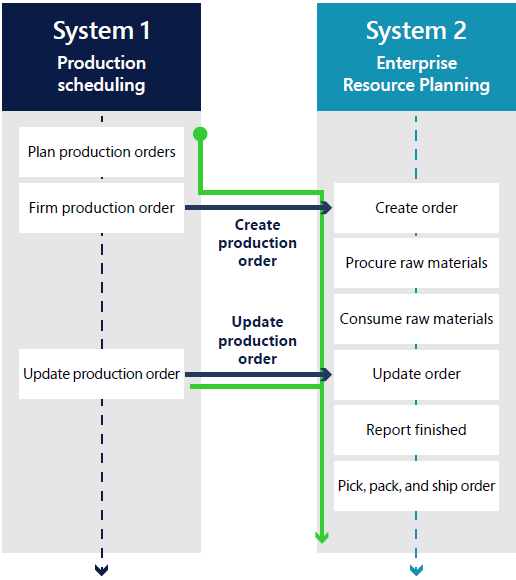 System 1
Production
scheduling
System 2
Enterprise
Resource Planning
Plan production orders
Firm production order
Create
production
order
Create order
Procure raw materials
Consume raw materials
Update
production
order
Update production order
Update order
Report finished
Pick, pack, and ship order